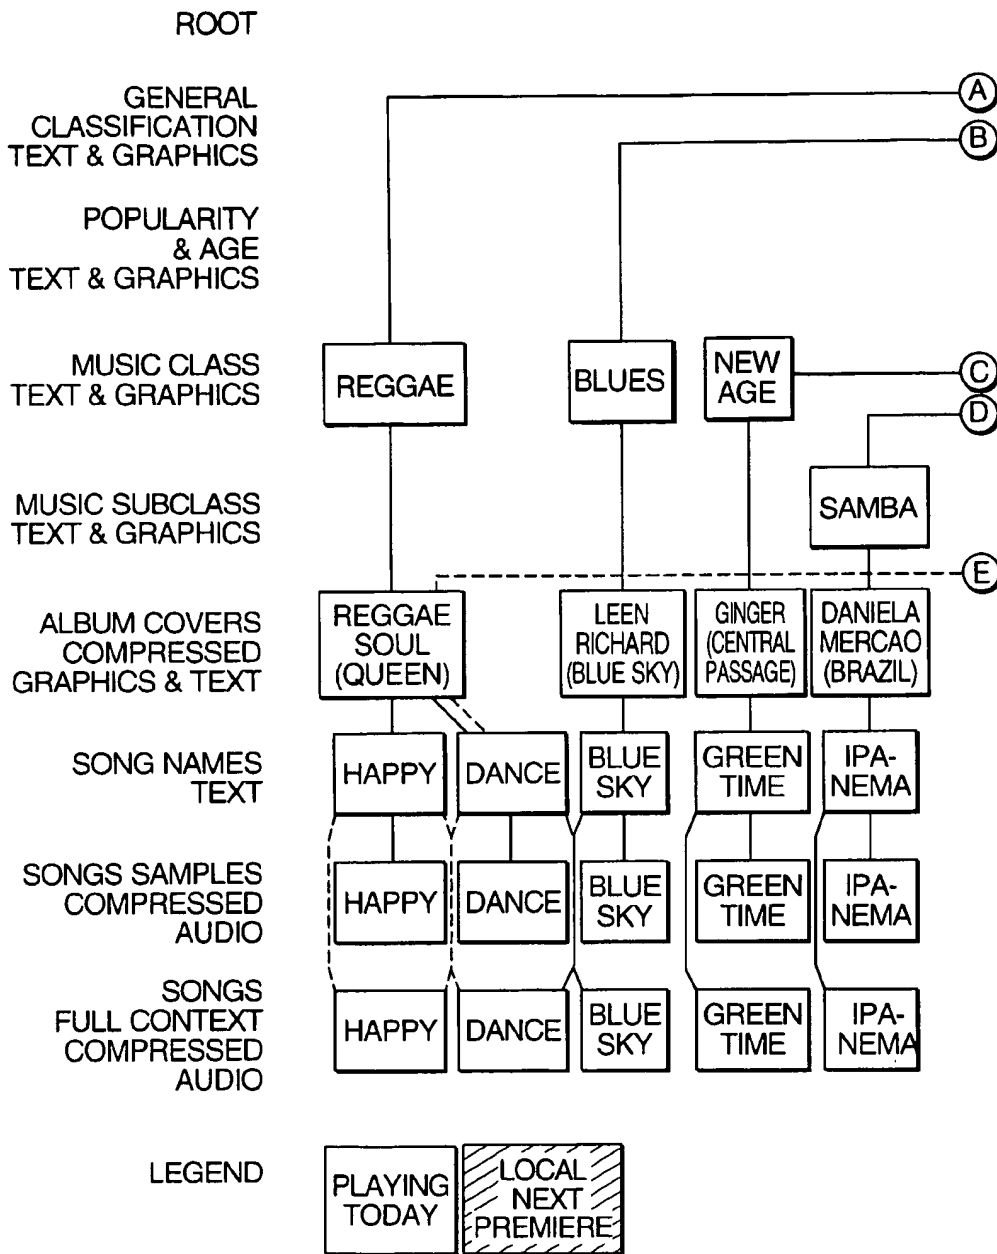 ROOT
GENERAL
CLASSIFICATION
TEXT & GRAPHICS
A
B
POPULARITY
& AGE
TEXT & GRAPHICS
MUSIC CLASS
TEXT & GRAPHICS
REGGAE
BLUES
NEW
AGE
C
D
MUSIC SUBCLASS
TEXT & GRAPHICS
SAMBA
E
ALBUM COVERS
COMPRESSED
GRAPHICS & TEXT
REGGAE
SOUL
(QUEEN)
LEEN
RICHARD
(BLUE SKY)
GINGER
(CENTRAL
PASSAGE)
DANIELA
MERCAO
(BRAZIL)
SONG NAMES
TEXT
HAPPY
DANCE
BLUE
SKY
GREEN
TIME
IPA-
NEMA
SONGS SAMPLES
COMPRESSED
AUDIO
HAPPY
DANCE
BLUE
SKY
GREEN
TIME
IPA-
NEMA
SONGS
FULL CONTEXT
COMPRESSED
AUDIO
HAPPY
DANCE
BLUE
SKY
GREEN
TIME
IPA-
NEMA
LEGEND
PLAYING
TODAY
LOCAL
NEXT
PREMIERE